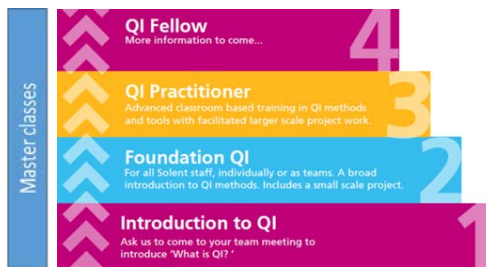 Master classes
QI Fellow
More information to come...
4
QI Practitioner
Advanced classroom based training in QI methods
and tools with facilitated larger scale project work.
3
Foundation QI
For all Solent staff, individually or as teams. A broad
introduction to QI methods. Includes a small scale project.
2
Introduction to QI
Ask us to come to your team meeting to
introduce ‘What is QI? ’
1